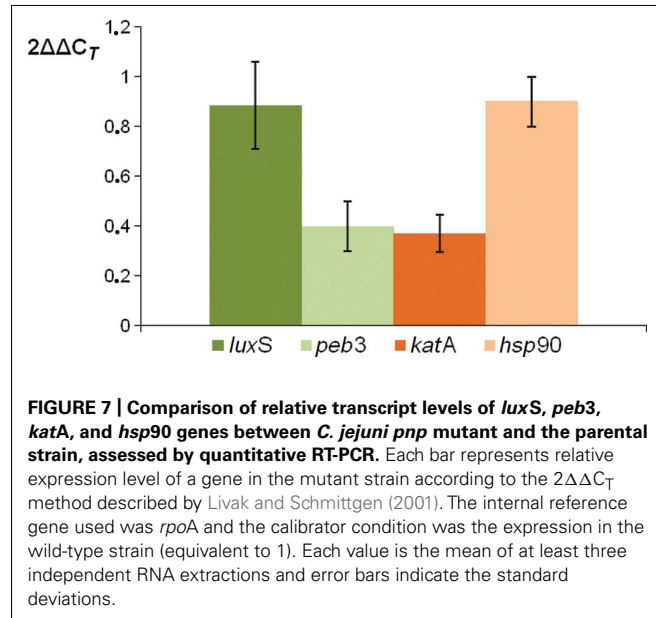 1.2
2ΔΔC_T
1
0.8
0.6
0.4
0.2
0
luxS peb3 katA hsp90
FIGURE 7 | Comparison of relative transcript levels of luxS, peb3,
katA, and hsp90 genes between C. jejuni pnp mutant and the parental
strain, assessed by quantitative RT-PCR. Each bar represents relative
expression level of a gene in the mutant strain according to the 2ΔΔC_T
method described by Livak and Schmittgen (2001). The internal reference
gene used was rpoA and the calibrator condition was the expression in the
wild-type strain (equivalent to 1). Each value is the mean of at least three
independent RNA extractions and error bars indicate the standard
deviations.